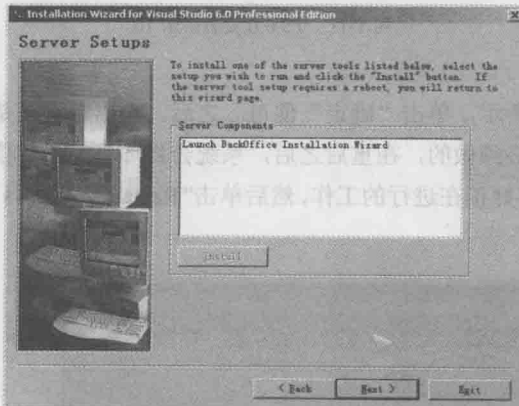 Installation Wizard for Visual Studio 6.0 Professional Edition
Server Setups
To install one of the server tools listed below, select the
setup you wish to run and click the "Install" button. If
the server tool setup requires a reboot, you will return to
this wizard page.
Server Components
Launch BackOffice Installation Wizard
Install
< Back
Next >
Exit